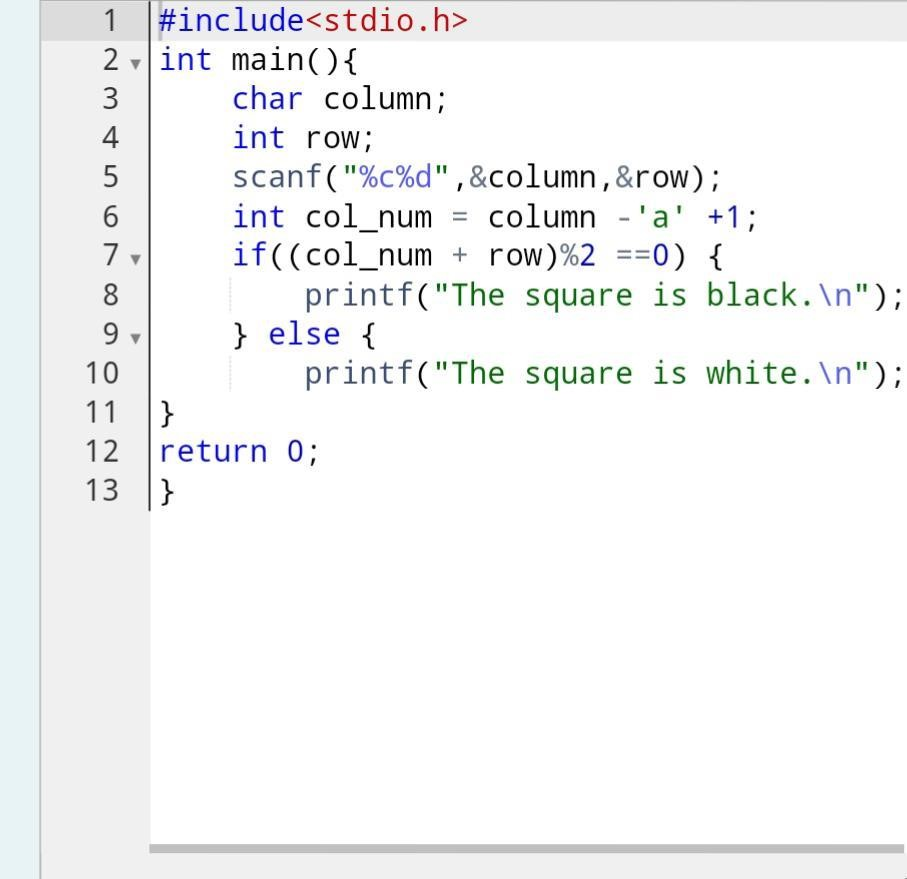 1 #include<stdio.h>
2 int main(){
3     char column;
4     int row;
5     scanf("%c%d",&column,&row);
6     int col_num = column -'a' +1;
7     if((col_num + row)%2 ==0) {
8         printf("The square is black.\n");
9     } else {
10         printf("The square is white.\n");
11 }
12 return 0;
13 }